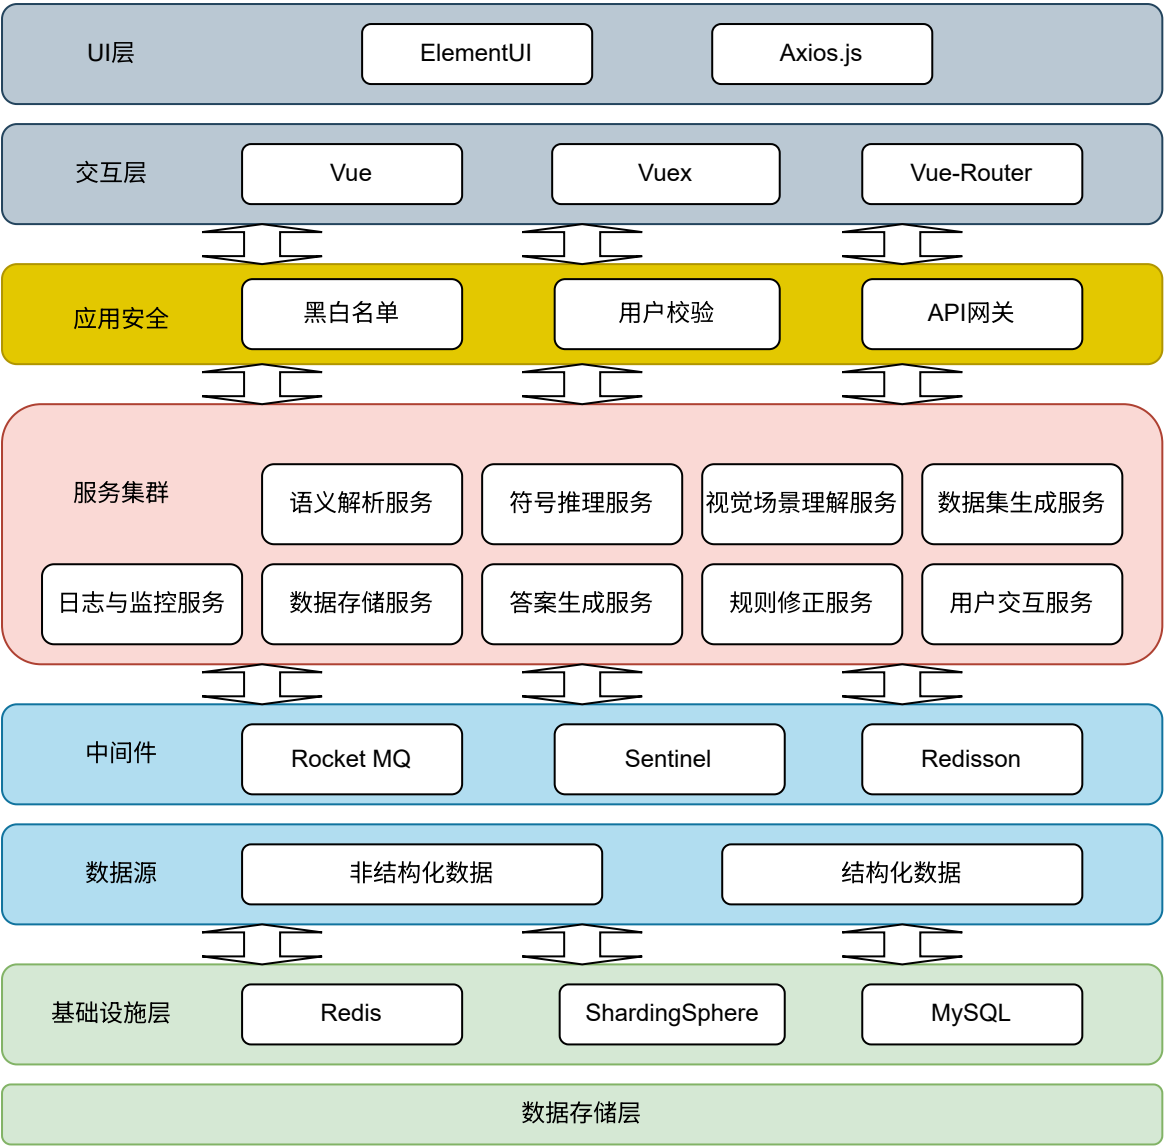 UI层
ElementUI
Axios.js
交互层
Vue
Vuex
Vue-Router
应用安全
黑白名单
用户校验
API网关
服务集群
语义解析服务
符号推理服务
视觉场景理解服务
数据集生成服务
日志与监控服务
数据存储服务
答案生成服务
规则修正服务
用户交互服务
中间件
Rocket MQ
Sentinel
Redisson
数据源
非结构化数据
结构化数据
基础设施层
Redis
ShardingSphere
MySQL
数据存储层